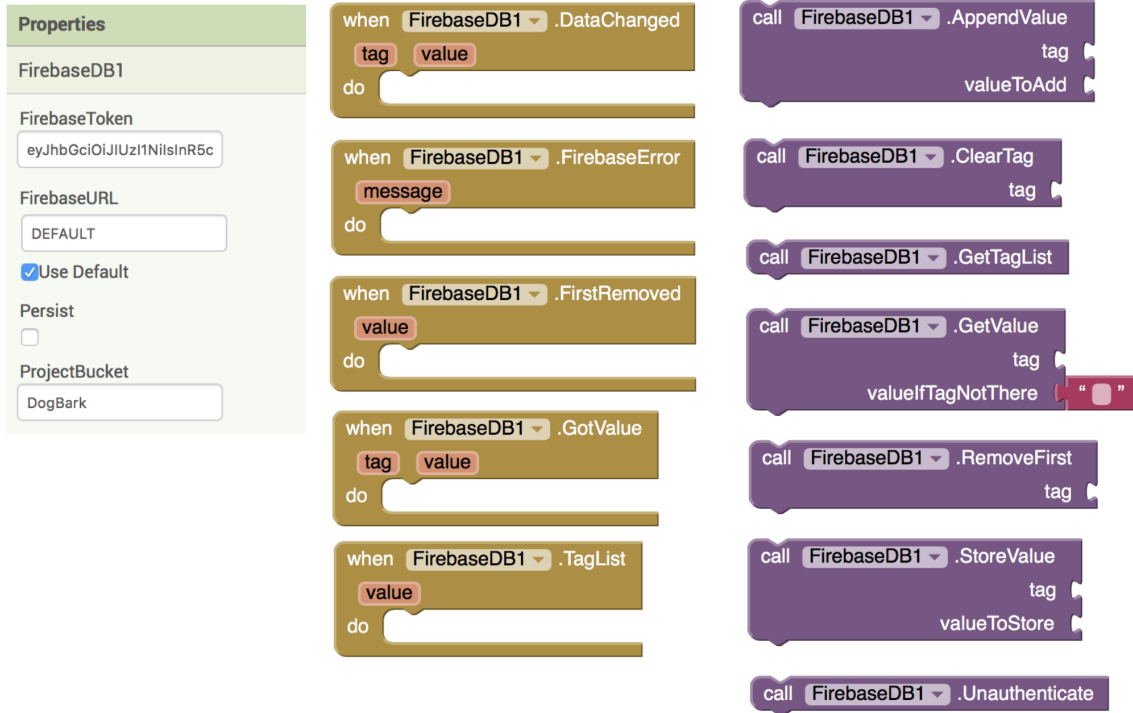 Properties
FirebaseDB1
FirebaseToken
eyJhbGciOiJIUzI1NiIsInR5c
FirebaseURL
DEFAULT
Use Default
Persist
ProjectBucket
DogBark
when FirebaseDB1 .DataChanged
tag value
do
when FirebaseDB1 .FirebaseError
message
do
when FirebaseDB1 .FirstRemoved
value
do
when FirebaseDB1 .GotValue
tag value
do
when FirebaseDB1 .TagList
value
do
call FirebaseDB1 .AppendValue
tag
valueToAdd
call FirebaseDB1 .ClearTag
tag
call FirebaseDB1 .GetTagList
call FirebaseDB1 .GetValue
tag
valueIfTagNotThere " "
call FirebaseDB1 .RemoveFirst
tag
call FirebaseDB1 .StoreValue
tag
valueToStore
call FirebaseDB1 .Unauthenticate